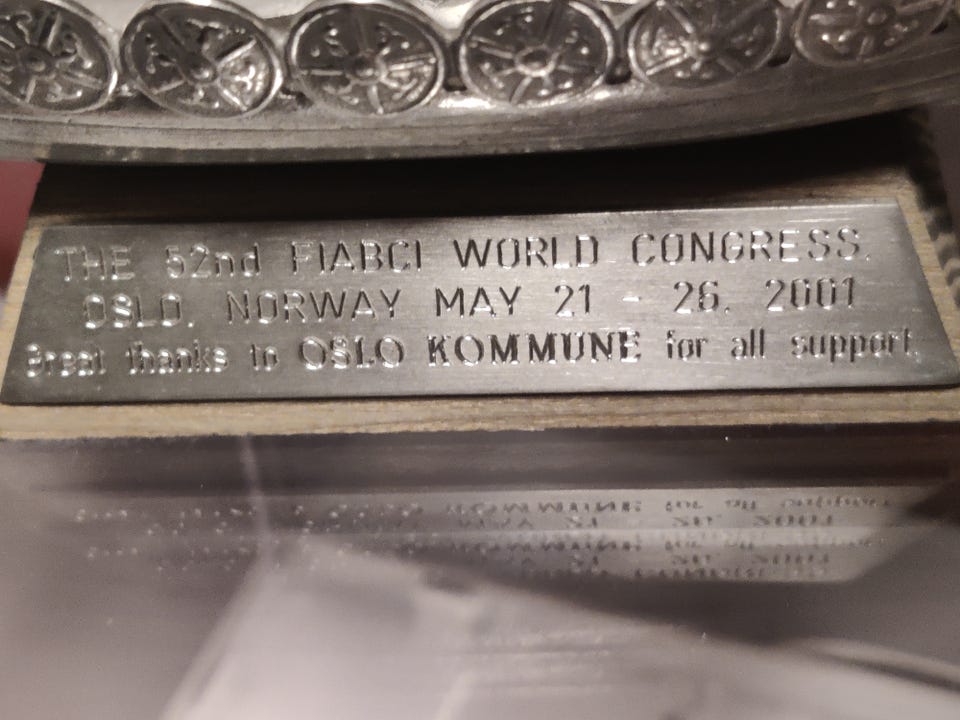 THE 52nd FIABCI WORLD CONGRESS.
OSLO. NORWAY MAY 21 - 26. 2001
Great thanks to OSLO KOMMUNE for all support.